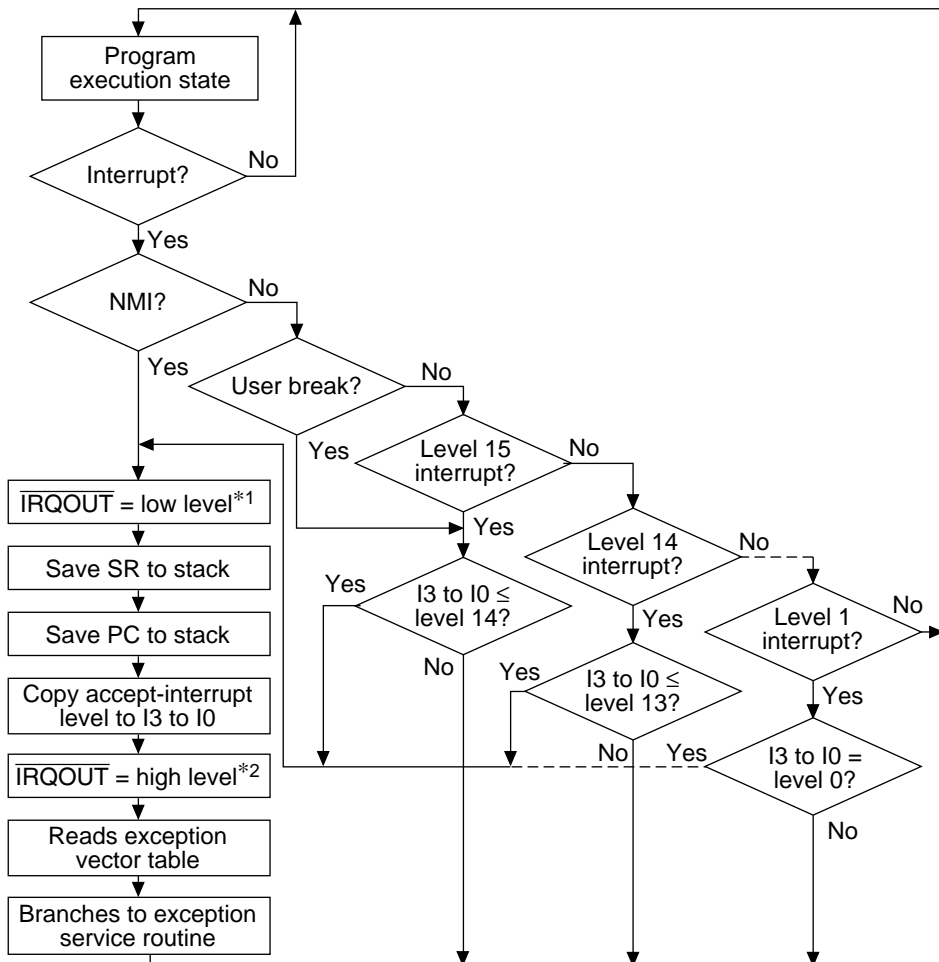 Program
execution state
Interrupt?
No
Yes
NMI?
No
Yes
User break?
No
Yes
Level 15
interrupt?
No
Yes
IRQOUT = low level*1
Level 14
interrupt?
No
Yes
Save SR to stack
Yes
I3 to I0 ≤
level 14?
No
Level 1
interrupt?
No
Yes
Save PC to stack
Yes
I3 to I0 ≤
level 13?
No
Copy accept-interrupt
level to I3 to I0
Yes
I3 to I0 =
level 0?
No
IRQOUT = high level*2
Reads exception
vector table
Branches to exception
service routine